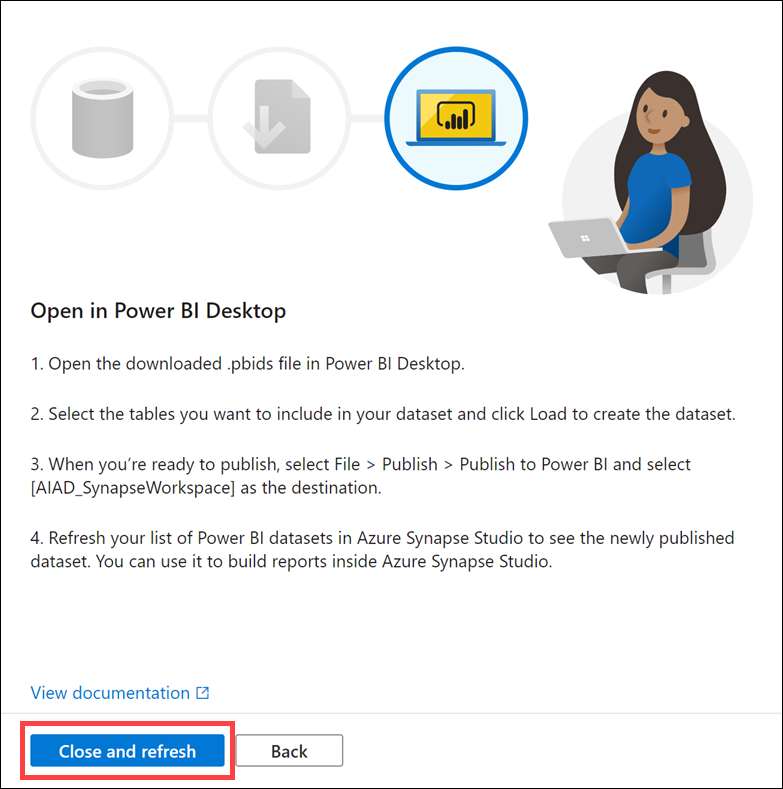 Open in Power BI Desktop
1. Open the downloaded .pbids file in Power BI Desktop.
2. Select the tables you want to include in your dataset and click Load to create the dataset.
3. When you’re ready to publish, select File > Publish > Publish to Power BI and select
[AIAD_SynapseWorkspace] as the destination.
4. Refresh your list of Power BI datasets in Azure Synapse Studio to see the newly published
dataset. You can use it to build reports inside Azure Synapse Studio.
View documentation
Close and refresh
Back